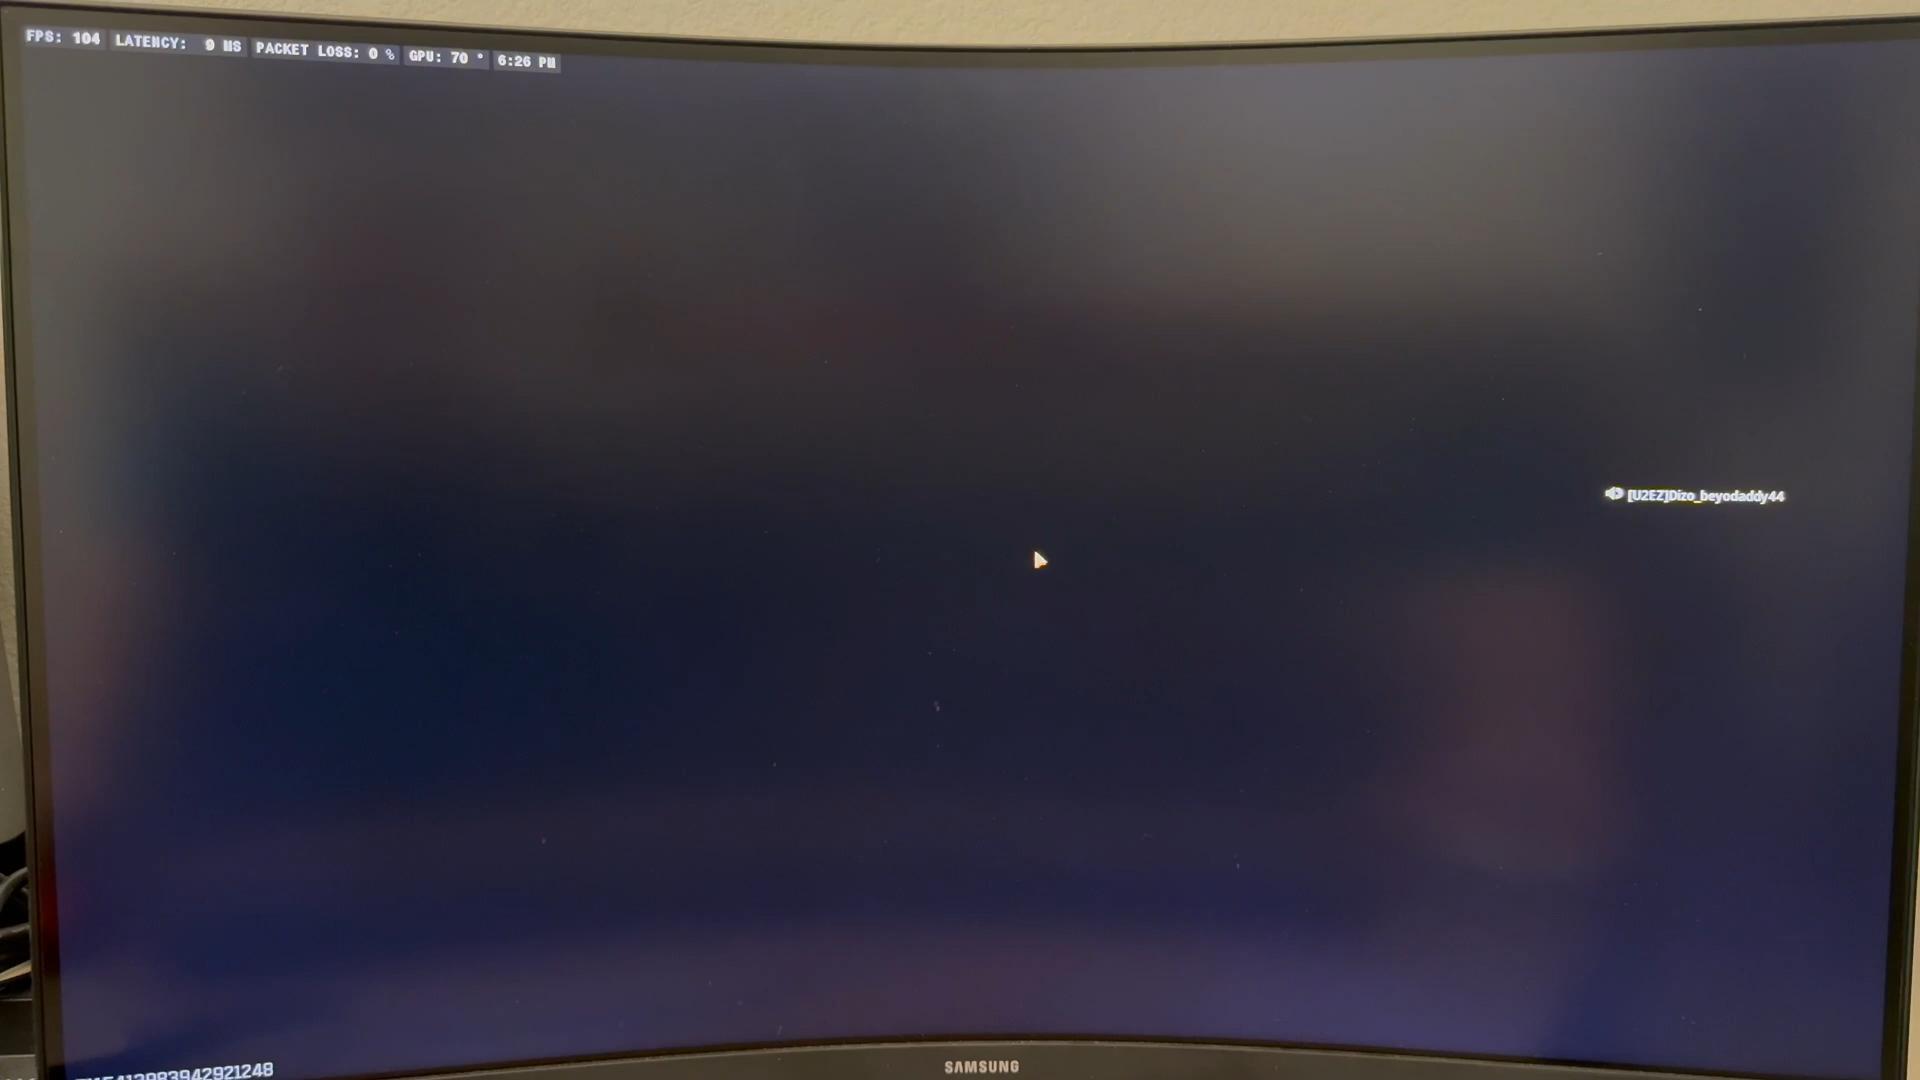 FPS: 104 LATENCY: 9 MS PACKET LOSS: 0 % GPU: 70 ° 6:26 PM
[U2EZ]Dizo_beyodaddy44
SAMSUNG